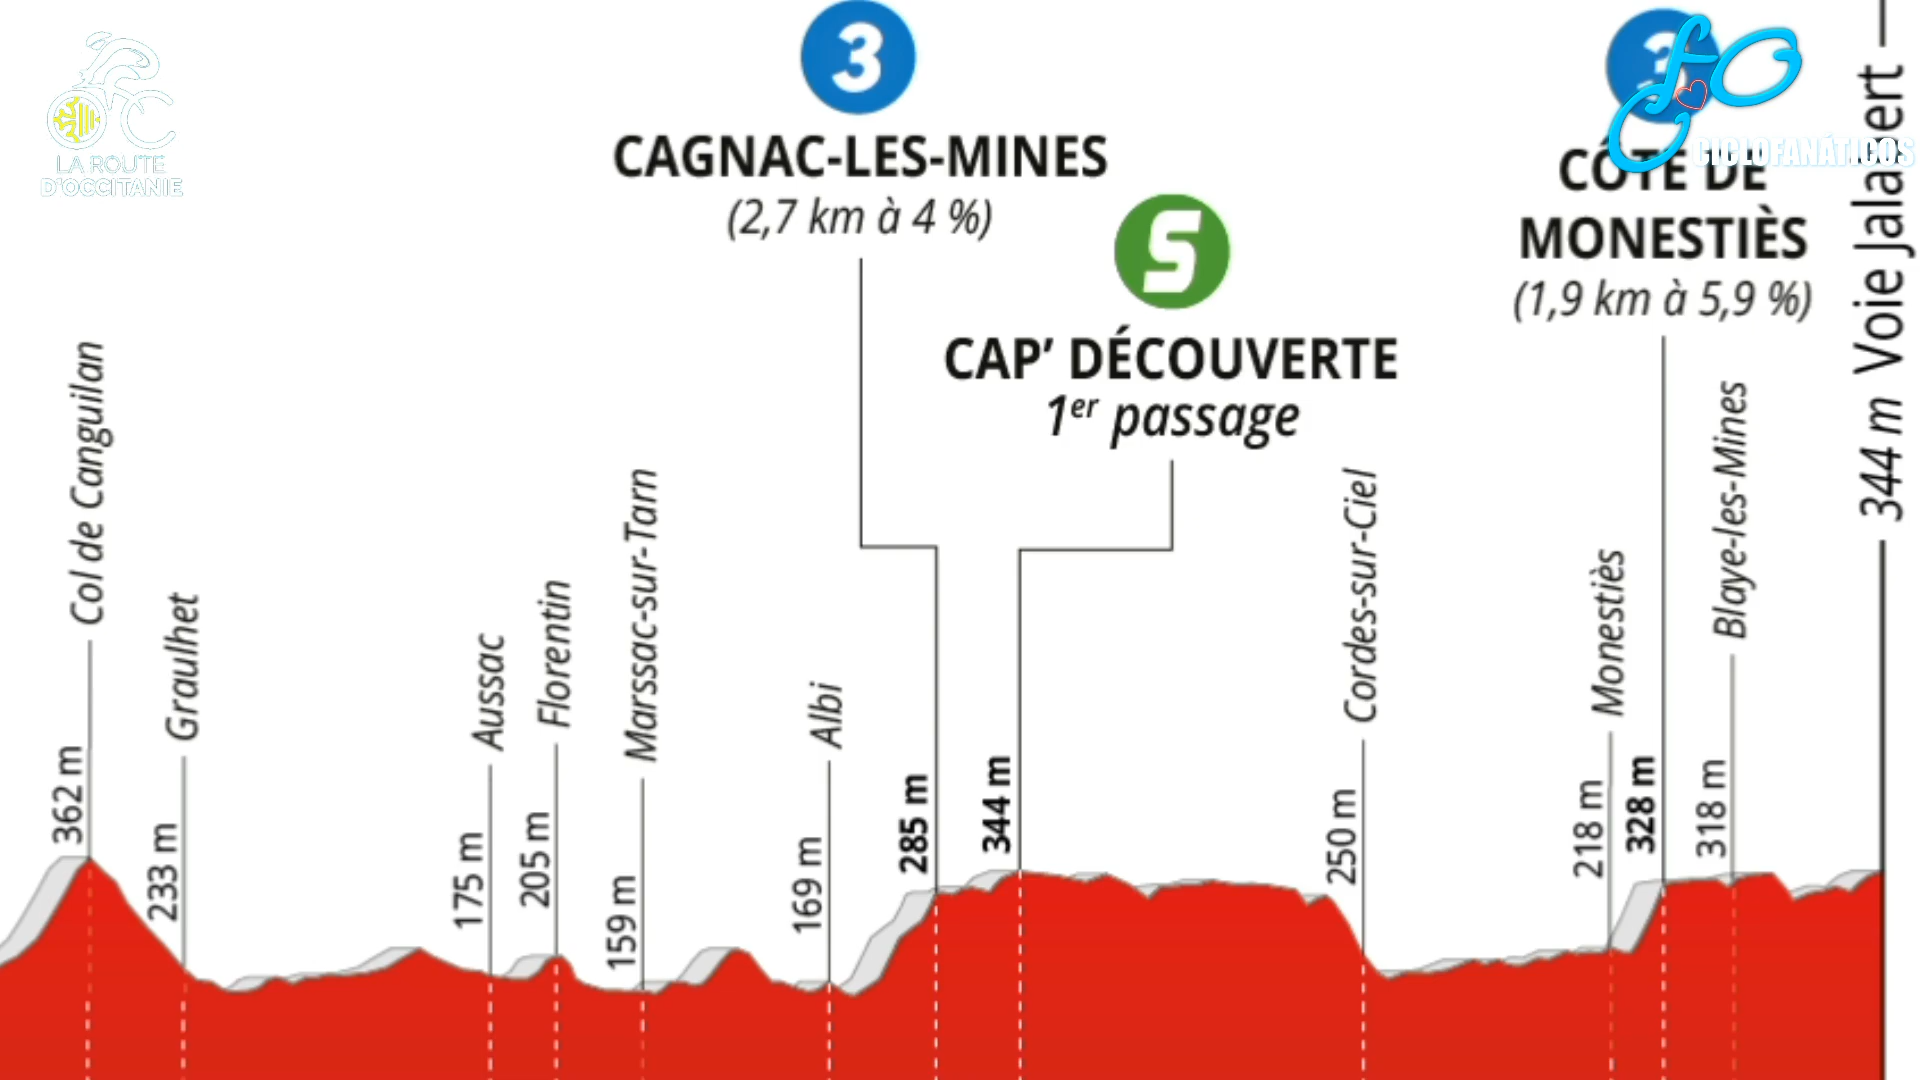 LA ROUTE
D'OCCITANIE
3
CAGNAC-LES-MINES
(2,7 km à 4 %)
S
CAP’ DÉCOUVERTE
1er passage
3
CICLOFANÁTICOS
CÔTE DE
MONESTIÈS
(1,9 km à 5,9 %)
362 m Col de Canguilan
233 m Graulhet
175 m Aussac
205 m Florentin
159 m Marssac-sur-Tarn
169 m Albi
285 m
344 m
250 m Cordes-sur-Ciel
218 m Monestiès
328 m
318 m Blaye-les-Mines
344 m Voie Jalabert